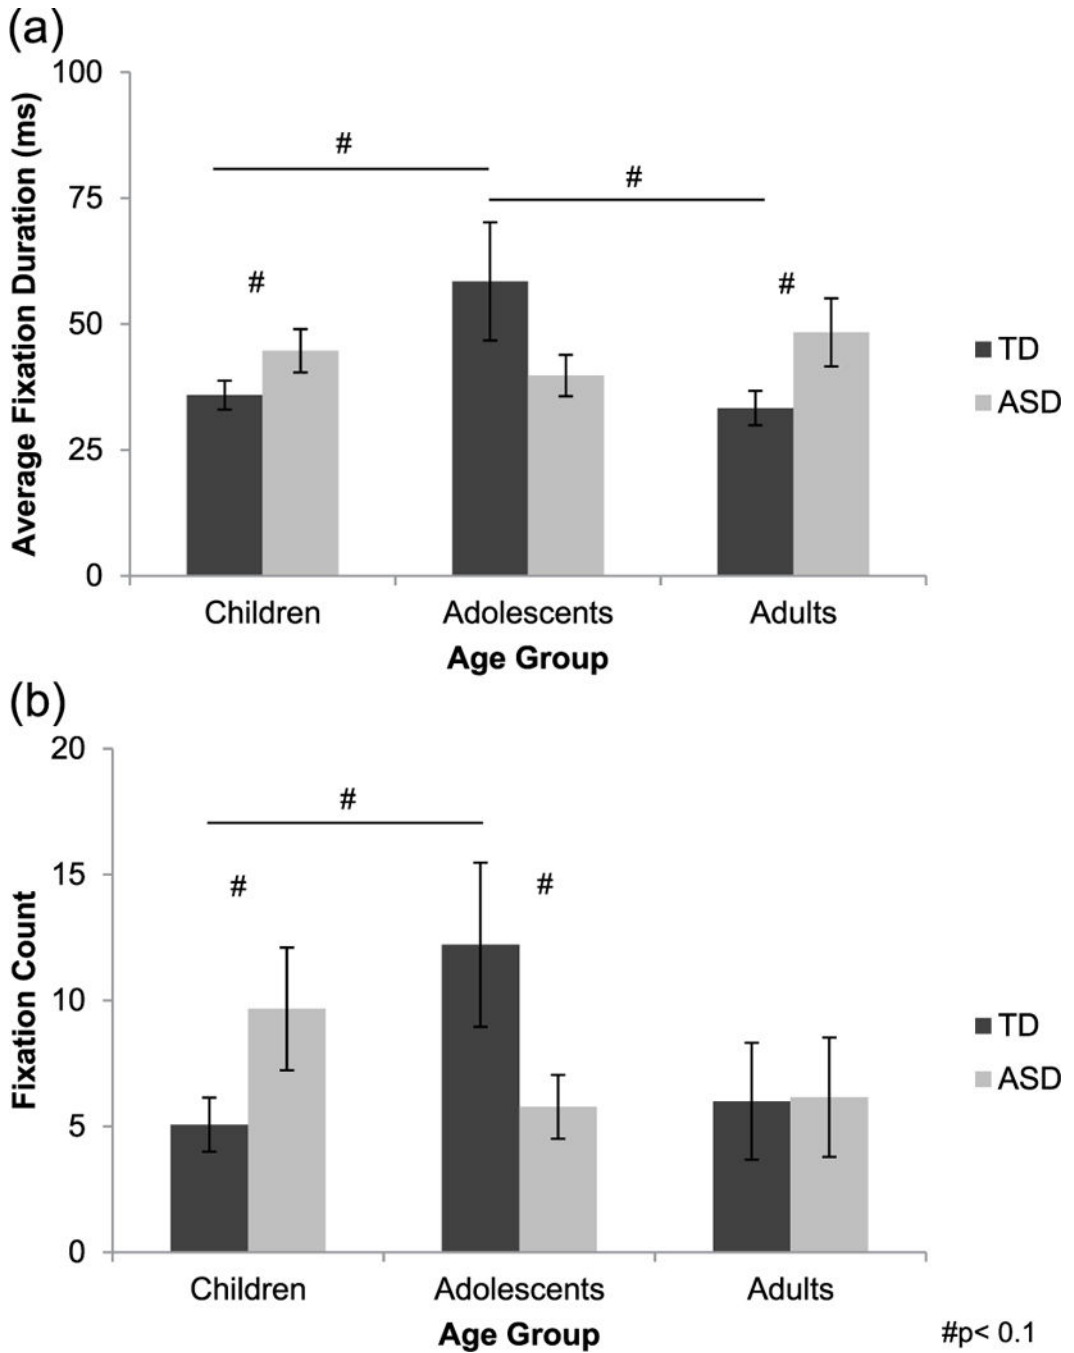 (a)
Average Fixation Duration (ms)
100
75
50
25
0
#
#
#
#
TD
ASD
Children
Adolescents
Adults
Age Group
(b)
Fixation Count
20
15
10
5
0
#
#
#
TD
ASD
Children
Adolescents
Adults
Age Group
#p< 0.1